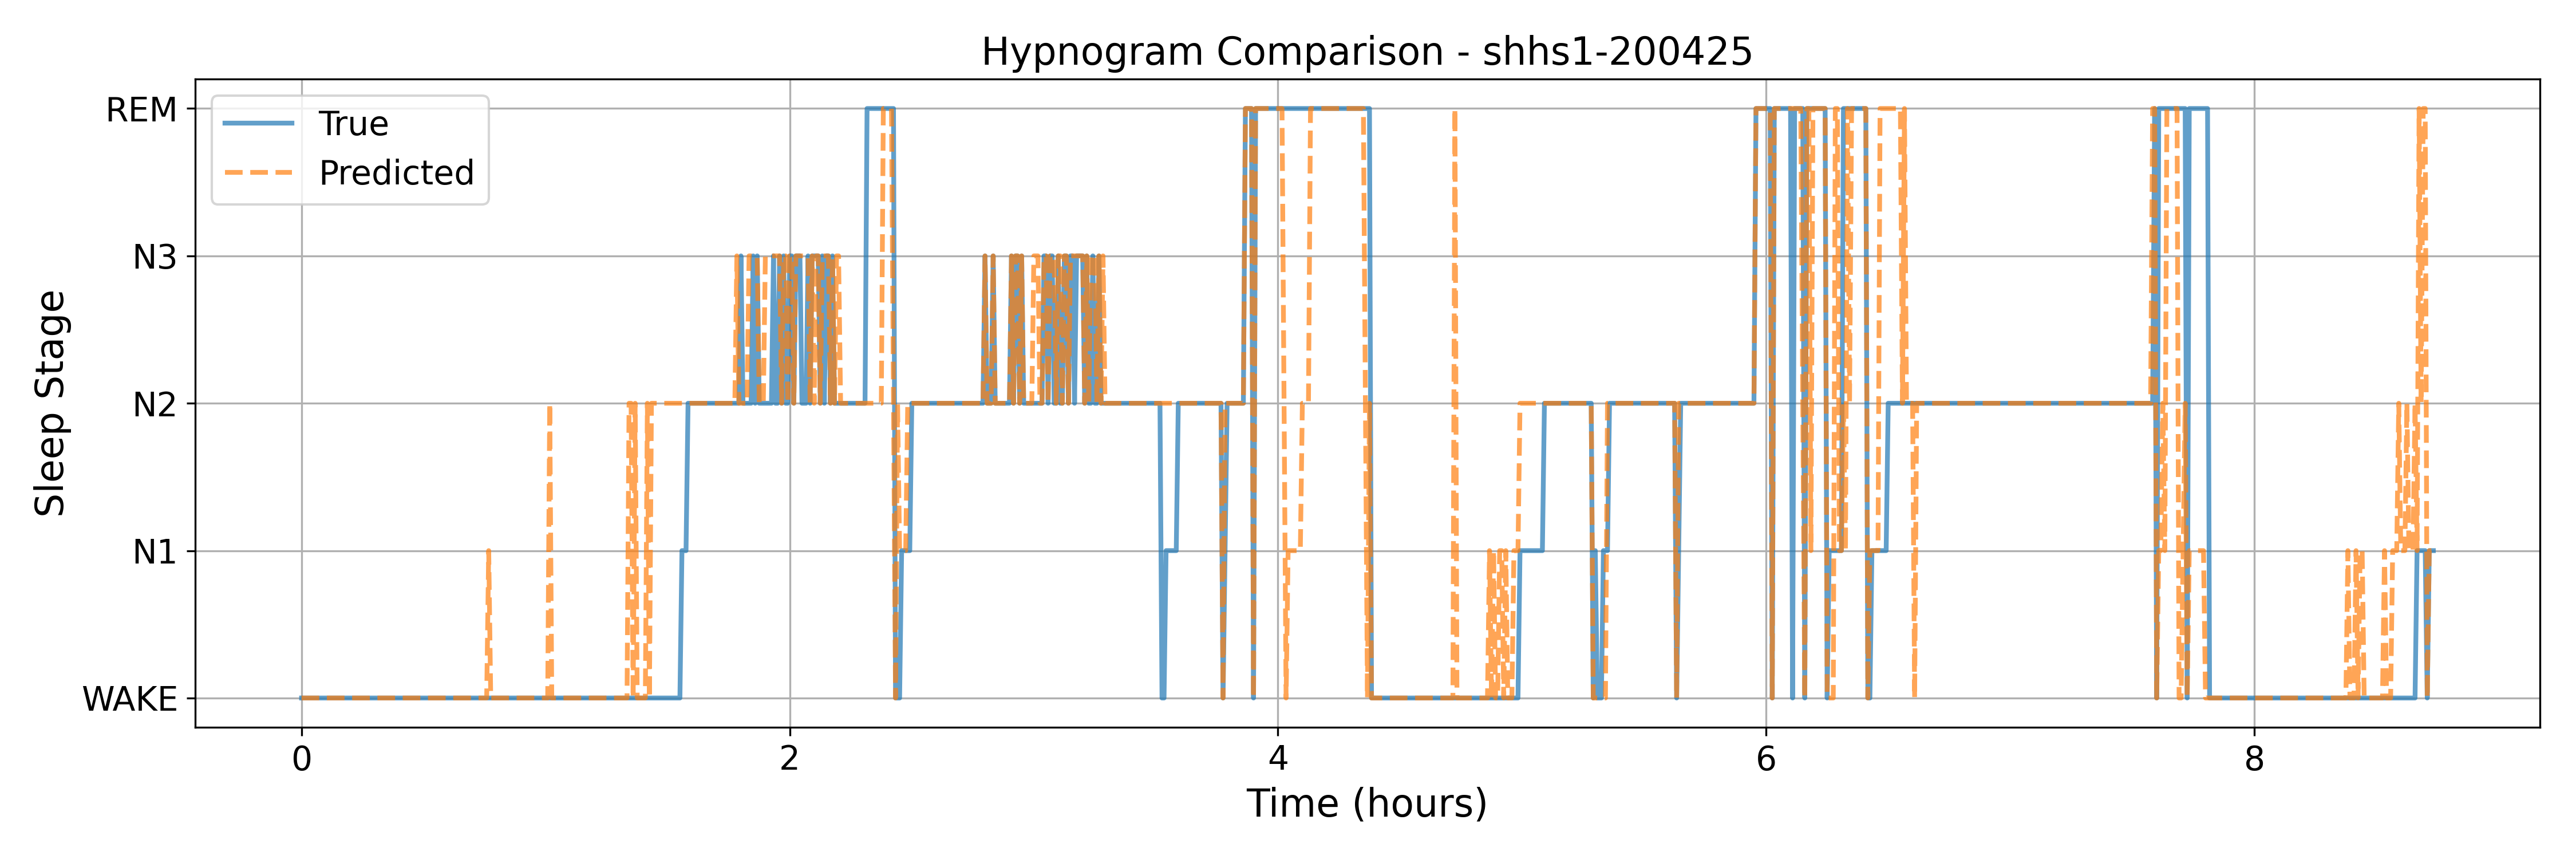 Hypnogram Comparison - shhs1-200425
True
Predicted
Sleep Stage
REM
N3
N2
N1
WAKE
0 2 4 6 8
Time (hours)